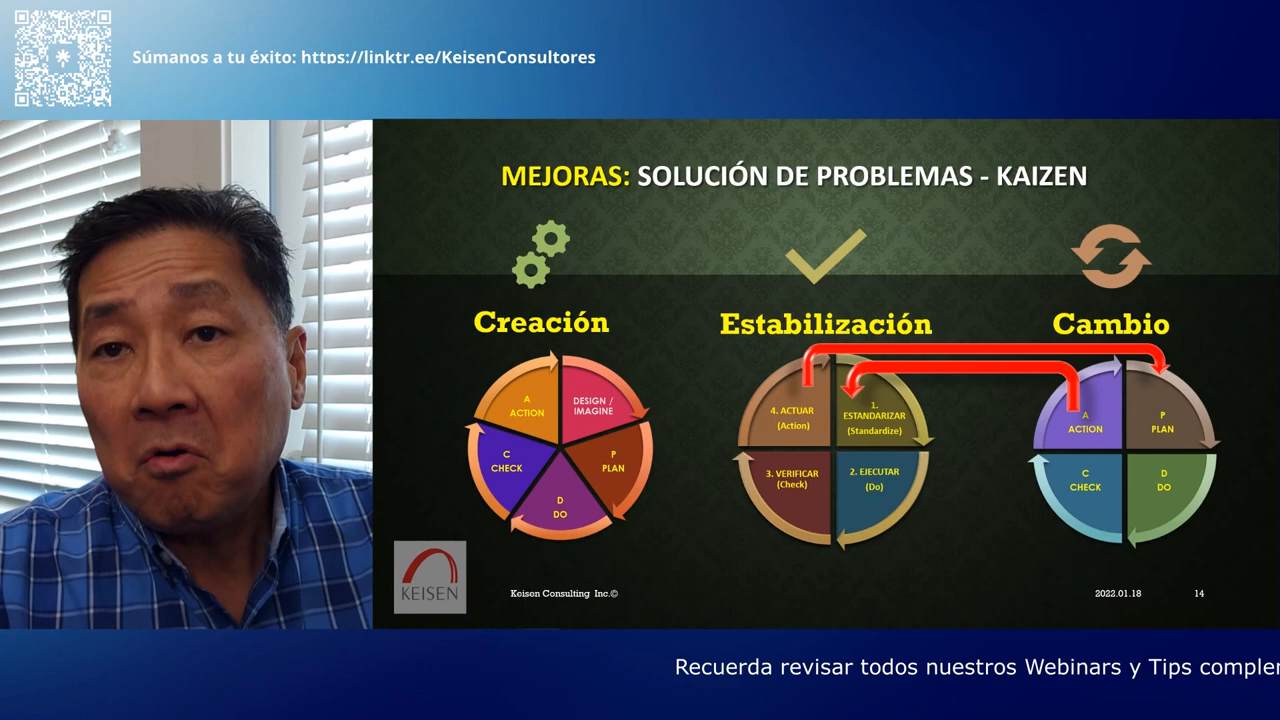 Súmanos a tu éxito: https://linktr.ee/KeisenConsultores
MEJORAS: SOLUCIÓN DE PROBLEMAS - KAIZEN
Creación
Estabilización
Cambio
A
ACTION
DESIGN /
IMAGINE
C
CHECK
P
PLAN
D
DO
4. ACTUAR
(Action)
1.
ESTANDARIZAR
(Standardize)
3. VERIFICAR
(Check)
2. EJECUTAR
(Do)
A
ACTION
P
PLAN
C
CHECK
D
DO
KEISEN
Keisen Consulting Inc.©
2022.01.18
14
Recuerda revisar todos nuestros Webinars y Tips